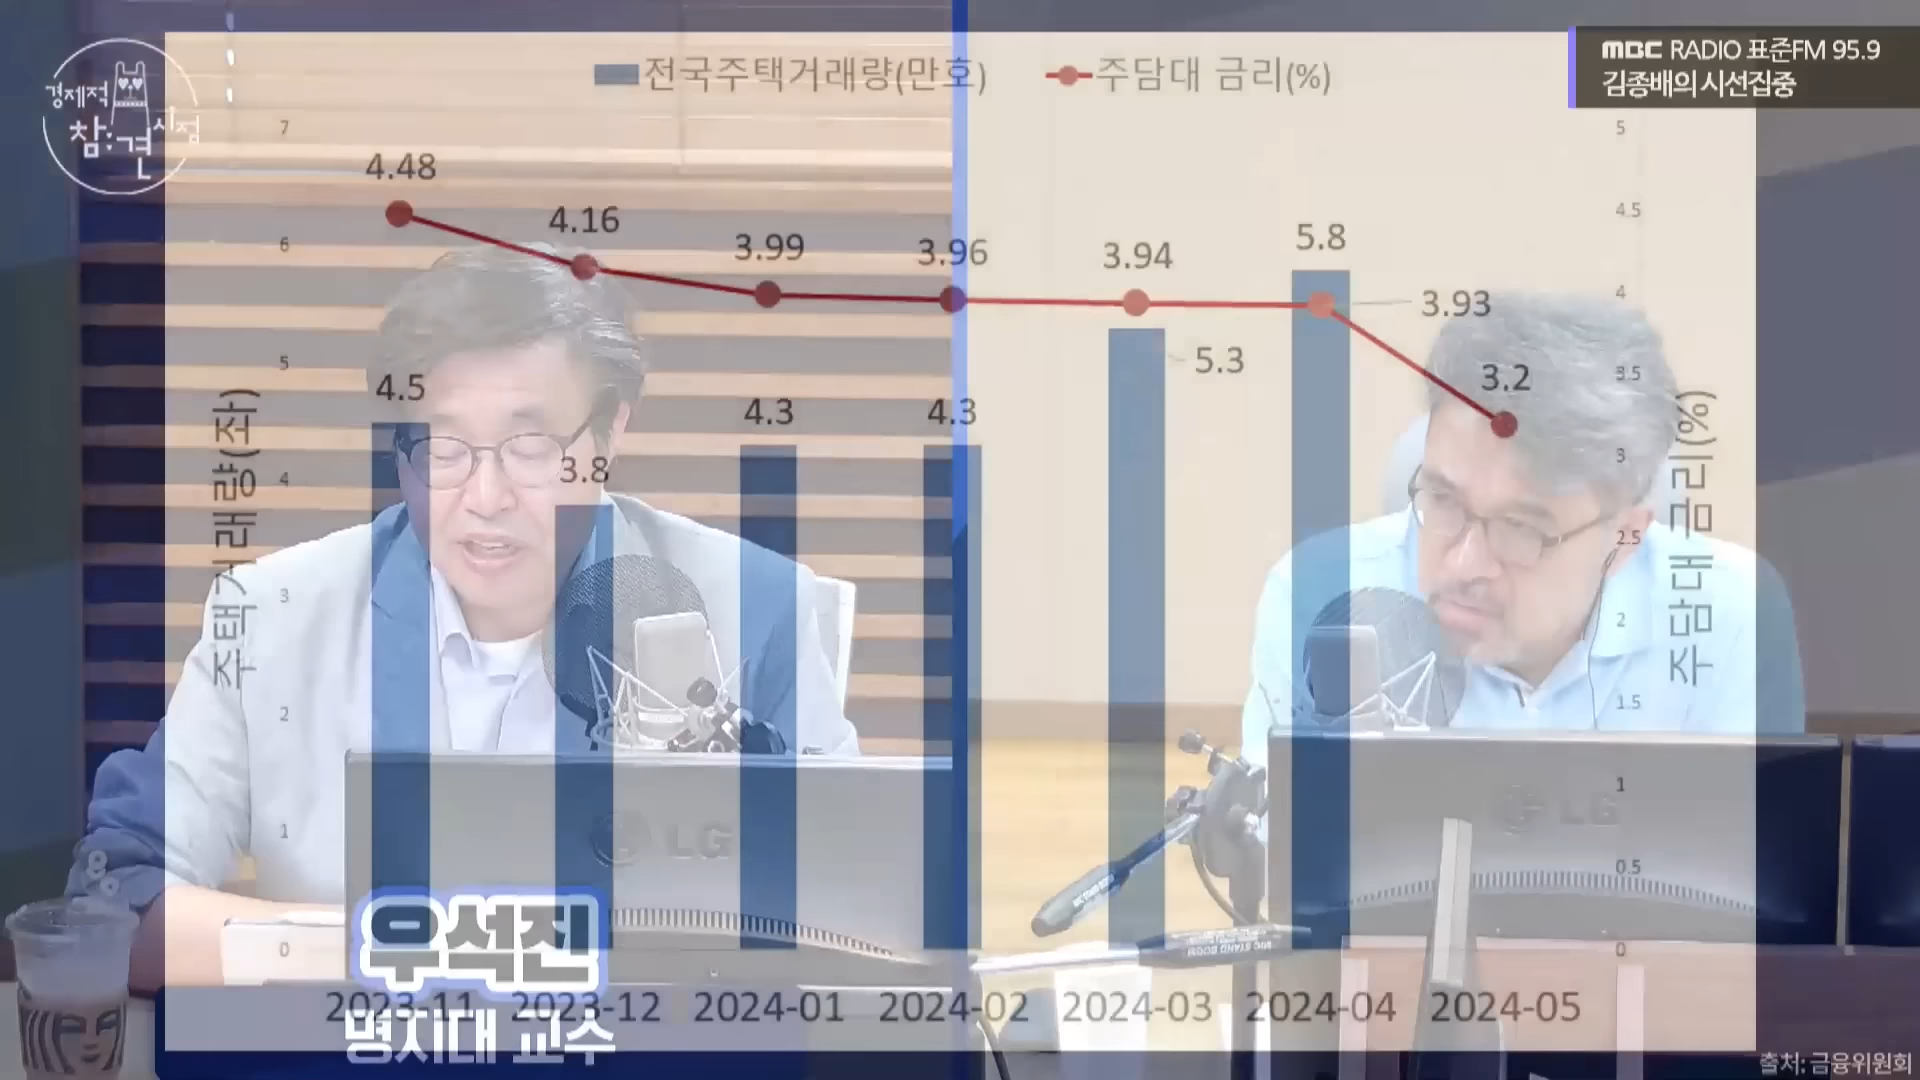 경제적
참:견
시점
MBC RADIO 표준FM 95.9
김종배의 시선집중
전국주택거래량(만호)
주담대 금리(%)
7
6
5
4
3
2
1
0
주택거래량(좌)
4.48
4.16
3.99
3.96
3.94
3.93
3.2
4.5
3.8
4.3
4.3
5.3
5.8
5
4.5
4
3.5
3
2.5
2
1.5
1
0.5
0
주담대 금리(%)
LG
LG
우석진
명지대 교수
2023-11
2023-12
2024-01
2024-02
2024-03
2024-04
2024-05
출처: 금융위원회